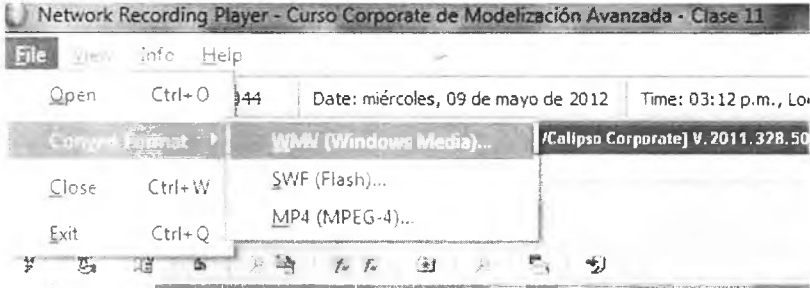 Network Recording Player - Curso Corporate de Modelización Avanzada - Clase 11
File View Info Help
Open Ctrl+O
044 Date: miércoles, 09 de mayo de 2012 Time: 03:12 p.m., Lo
Convert Format WMV (Windows Media)... /Calipso Corporate] V.2011.328.50
Close Ctrl+W SWF (Flash)...
MP4 (MPEG-4)...
Exit Ctrl+Q